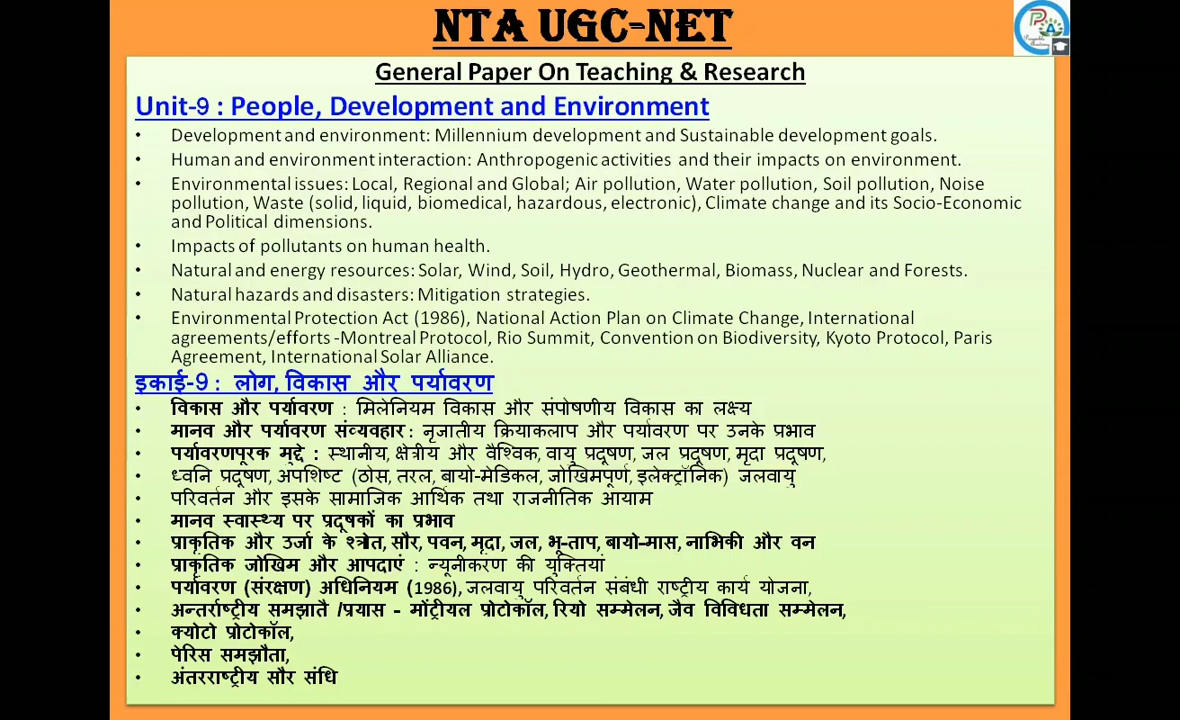 NTA UGC-NET
General Paper On Teaching & Research
Unit-9 : People, Development and Environment
• Development and environment: Millennium development and Sustainable development goals.
• Human and environment interaction: Anthropogenic activities and their impacts on environment.
• Environmental issues: Local, Regional and Global; Air pollution, Water pollution, Soil pollution, Noise
pollution, Waste (solid, liquid, biomedical, hazardous, electronic), Climate change and its Socio-Economic
and Political dimensions.
• Impacts of pollutants on human health.
• Natural and energy resources: Solar, Wind, Soil, Hydro, Geothermal, Biomass, Nuclear and Forests.
• Natural hazards and disasters: Mitigation strategies.
• Environmental Protection Act (1986), National Action Plan on Climate Change, International
agreements/efforts -Montreal Protocol, Rio Summit, Convention on Biodiversity, Kyoto Protocol, Paris
Agreement, International Solar Alliance.
इकाई-9 : लोग, विकास और पर्यावरण
• विकास और पर्यावरण : मिलेनियम विकास और संपोषणीय विकास का लक्ष्य
• मानव और पर्यावरण संव्यवहार : नृजातीय क्रियाकलाप और पर्यावरण पर उनके प्रभाव
• पर्यावरणपूरक मुद्दे : स्थानीय, क्षेत्रीय और वैश्विक, वायु प्रदूषण, जल प्रदूषण, मृदा प्रदूषण,
• ध्वनि प्रदूषण, अपशिष्ट (ठोस, तरल, बायो-मेडिकल, जोखिमपूर्ण, इलेक्ट्रॉनिक) जलवायु
• परिवर्तन और इसके सामाजिक आर्थिक तथा राजनीतिक आयाम
• मानव स्वास्थ्य पर प्रदूषकों का प्रभाव
• प्राकृतिक और उर्जा के श्त्रोत, सौर, पवन, मृदा, जल, भू-ताप, बायो-मास, नाभिकी और वन
• प्राकृंतिक जोखिम और आपदाएं : न्यूनीकरण की युक्तियां
• पर्यावरण (संरक्षण) अधिनियम (1986), जलवायु परिवर्तन संबंधी राष्ट्रीय कार्य योजना,
• अन्तर्राष्ट्रीय समझाते /प्रयास - मोंट्रीयल प्रोटोकॉल, रियो सम्मेलन, जैव विविधता सम्मेलन,
• क्योटो प्रोटोकॉल,
• पेरिस समझौता,
• अंतरराष्ट्रीय सौर संधि